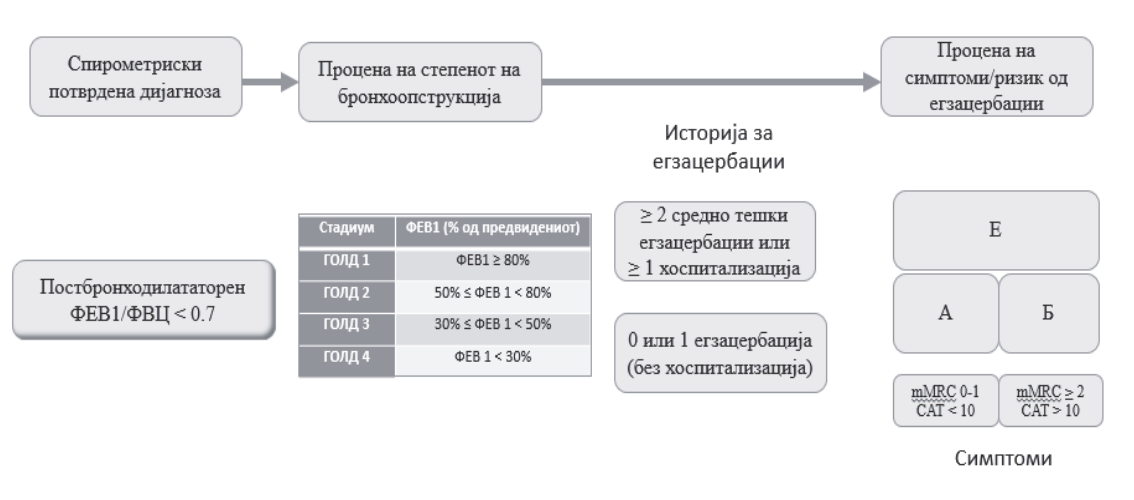 Спирометриски
потврдена дијагноза
Процена на степенот на
бронхоопструкција
Процена на
симптоми/ризик од
егзацербации
Историја за
егзацербации
Постбронходилататорен
ФЕВ1/ФВЦ < 0.7
Стадиум ФЕВ1 (% од предвидениот)
ГОЛД 1 ФЕВ1 ≥ 80%
ГОЛД 2 50% ≤ ФЕВ 1 < 80%
ГОЛД 3 30% ≤ ФЕВ 1 < 50%
ГОЛД 4 ФЕВ 1 < 30%
≥ 2 средно тешки
егзацербации или
≥ 1 хоспитализација
0 или 1 егзацербација
(без хоспитализација)
Е
А Б
mMRC 0-1
CAT < 10
mMRC ≥ 2
CAT > 10
Симптоми